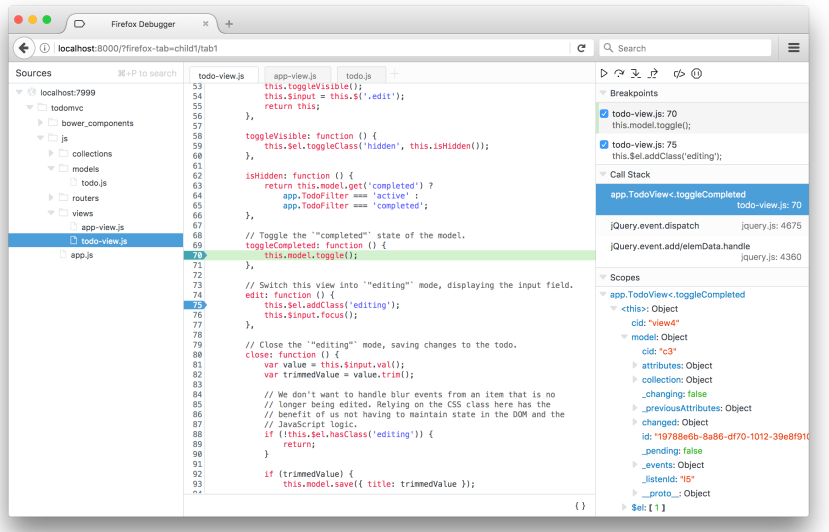 Firefox Debugger
localhost:8000/?firefox-tab=child1/tab1
Search
Sources
⌘+P to search
localhost:7999
todomvc
bower_components
js
collections
models
todo.js
routers
views
app-view.js
todo-view.js
app.js
todo-view.js
app-view.js
todo.js
53 this.toggleVisible();
54 this.$input = this.$('.edit');
55 return this;
56 },
57
58 toggleVisible: function () {
59 this.$el.toggleClass('hidden', this.isHidden());
60 },
61
62 isHidden: function () {
63 return this.model.get('completed') ?
64 app.TodoFilter === 'active' :
65 app.TodoFilter === 'completed';
66 },
67
68 // Toggle the `"completed"` state of the model.
69 toggleCompleted: function () {
70 this.model.toggle();
71 },
72
73 // Switch this view into `"editing"` mode, displaying the input field.
74 edit: function () {
75 this.$el.addClass('editing');
76 this.$input.focus();
77 },
78
79 // Close the `"editing"` mode, saving changes to the todo.
80 close: function () {
81 var value = this.$input.val();
82 var trimmedValue = value.trim();
83
84 // We don't want to handle blur events from an item that is no
85 // longer being edited. Relying on the CSS class here has the
86 // benefit of us not having to maintain state in the DOM and the
87 // JavaScript logic.
88 if (!this.$el.hasClass('editing')) {
89 return;
90 }
91
92 if (trimmedValue) {
93 this.model.save({ title: trimmedValue });
{ }
Breakpoints
todo-view.js: 70
this.model.toggle();
todo-view.js: 75
this.$el.addClass('editing');
Call Stack
app.TodoView<.toggleCompleted
todo-view.js: 70
jQuery.event.dispatch jquery.js: 4675
jQuery.event.add/elemData.handle
jquery.js: 4360
Scopes
app.TodoView<.toggleCompleted
<this>: Object
cid: "view4"
model: Object
cid: "c3"
attributes: Object
collection: Object
_changing: false
_previousAttributes: Object
changed: Object
id: "19788e6b-8a86-df70-1012-39e8f910
_pending: false
_events: Object
_listenId: "l5"
__proto__: Object
$el: [ 1 ]